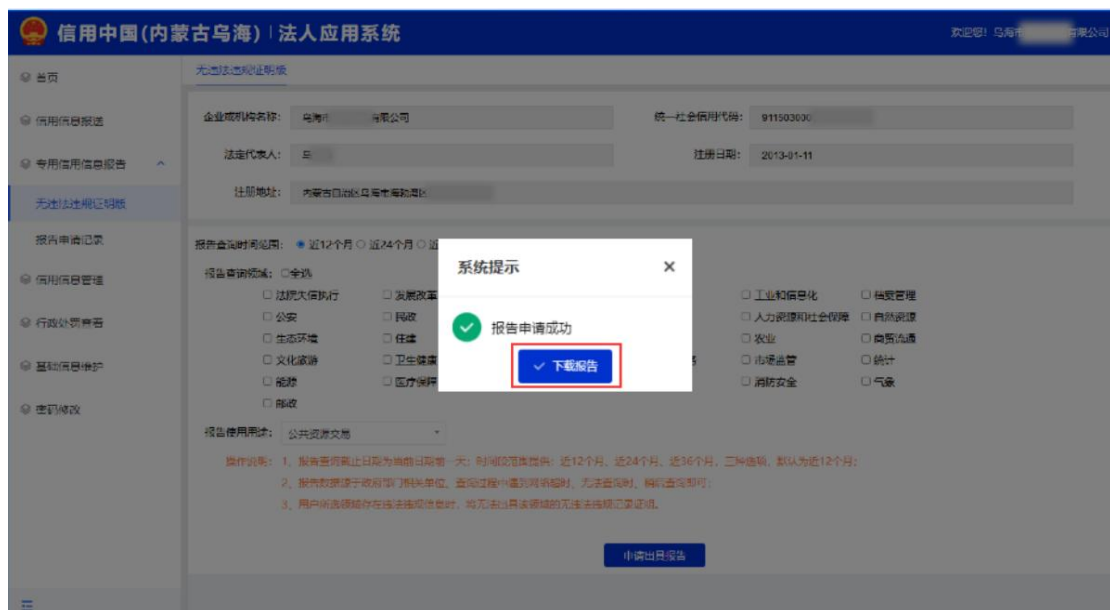 信用中国(内蒙古乌海) | 法人应用系统
欢迎您! 乌海市 有限公司
首页
无违法违规证明版
信用信息报送
企业或机构名称: 乌海市 有限公司
统一社会信用代码: 911503000
专用信用信息报告
法定代表人:
注册日期: 2013-01-11
无违法违规证明版
注册地址: 内蒙古自治区乌海市海勃湾区
报告申请记录
报告查询时间范围: 近12个月 近24个月 近
系统提示
信用信息管理
报告查询领域: 全选
法院失信执行 发展改革 工业和信息化 档案管理
报告申请成功
行政处罚查看
公安 民政 人力资源和社会保障 自然资源
生态环境 住建 农业 商贸流通
下载报告
基础信息维护
文化旅游 卫生健康 市场监管 统计
能源 医疗保障 消防安全 气象
密码修改
邮政
报告使用用途: 公共资源交易
操作说明: 1、报告查询截止日期为当前日期前一天; 时间段范围提供: 近12个月、近24个月、近36个月, 三种选项, 默认为近12个月;
2、报告数据源于政府部门相关单位, 查询过程中遇到网络超时、无法查询时, 稍后查询即可;
3、用户所选领域存在违法违规信息时, 将无法出具该领域的无违法违规记录证明。
申请出具报告